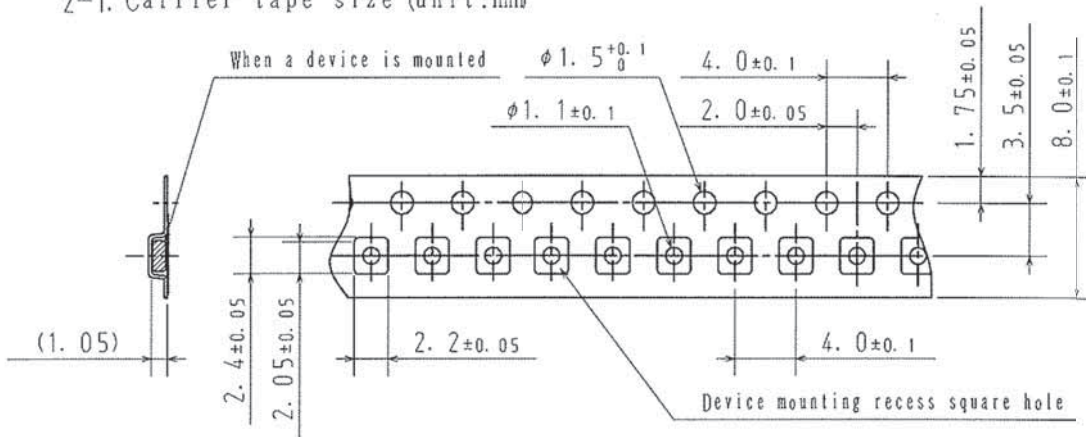 2-1. Carrier tape size (unit:mm)
When a device is mounted
φ1. 5+0. 1 0
4. 0±0. 1
φ1. 1±0. 1
2. 0±0. 05
1. 75±0. 05
3. 5±0. 05
8. 0±0. 1
(1. 05)
2. 4±0. 05
2. 05±0. 05
2. 2±0. 05
4. 0±0. 1
Device mounting recess square hole